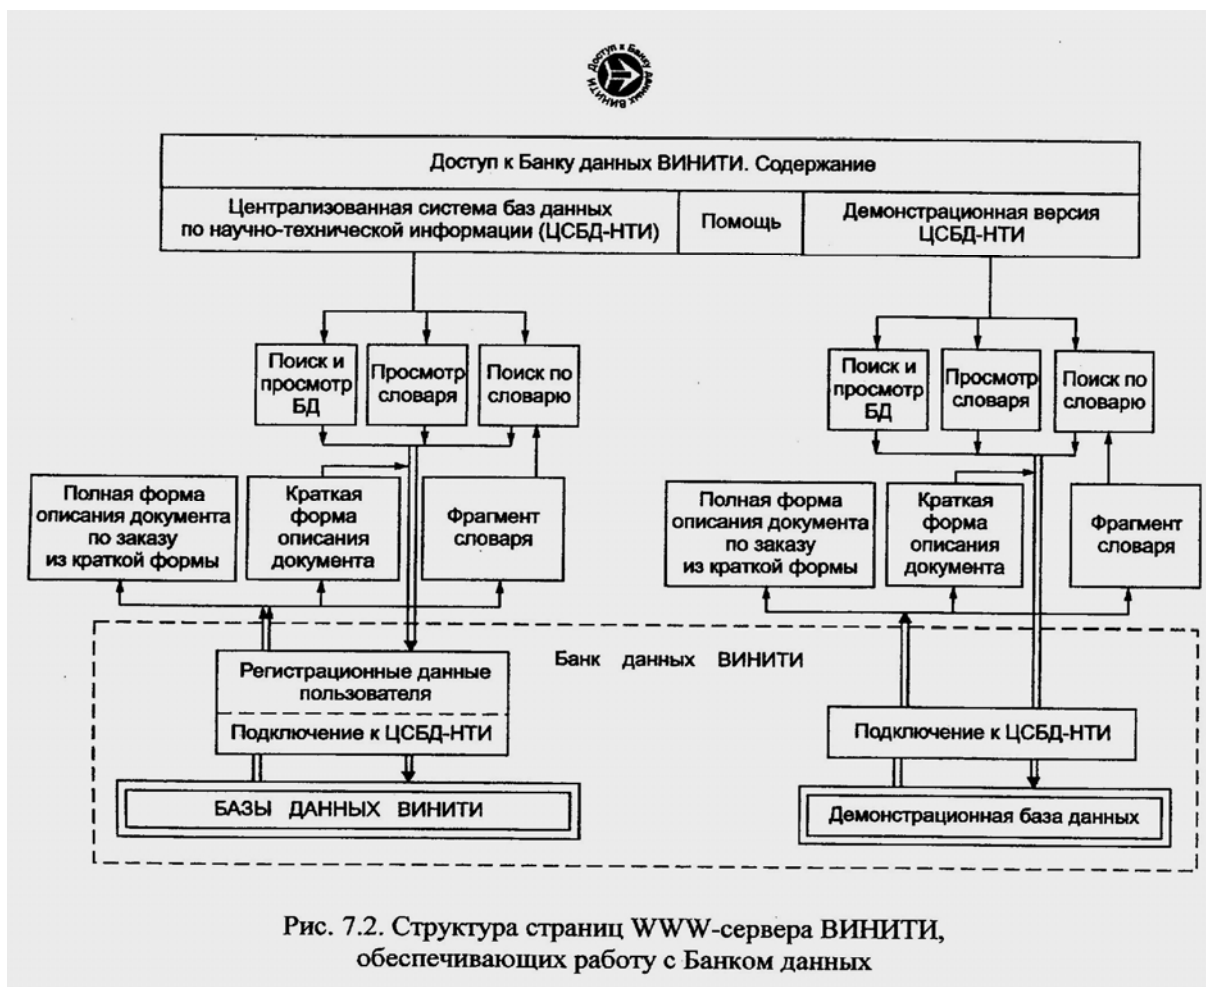 Доступ к Банку данных ВИНИТИ
Доступ к Банку данных ВИНИТИ. Содержание
Централизованная система баз данных
по научно-технической информации (ЦСБД-НТИ)
Помощь
Демонстрационная версия
ЦСБД-НТИ
Поиск и
просмотр
БД
Просмотр
словаря
Поиск по
словарю
Поиск и
просмотр
БД
Просмотр
словаря
Поиск по
словарю
Полная форма
описания документа
по заказу
из краткой формы
Краткая
форма
описания
документа
Фрагмент
словаря
Полная форма
описания документа
по заказу
из краткой формы
Краткая
форма
описания
документа
Фрагмент
словаря
Банк данных ВИНИТИ
Регистрационные данные
пользователя
Подключение к ЦСБД-НТИ
БАЗЫ ДАННЫХ ВИНИТИ
Подключение к ЦСБД-НТИ
Демонстрационная база данных
Рис. 7.2. Структура страниц WWW-сервера ВИНИТИ,
обеспечивающих работу с Банком данных